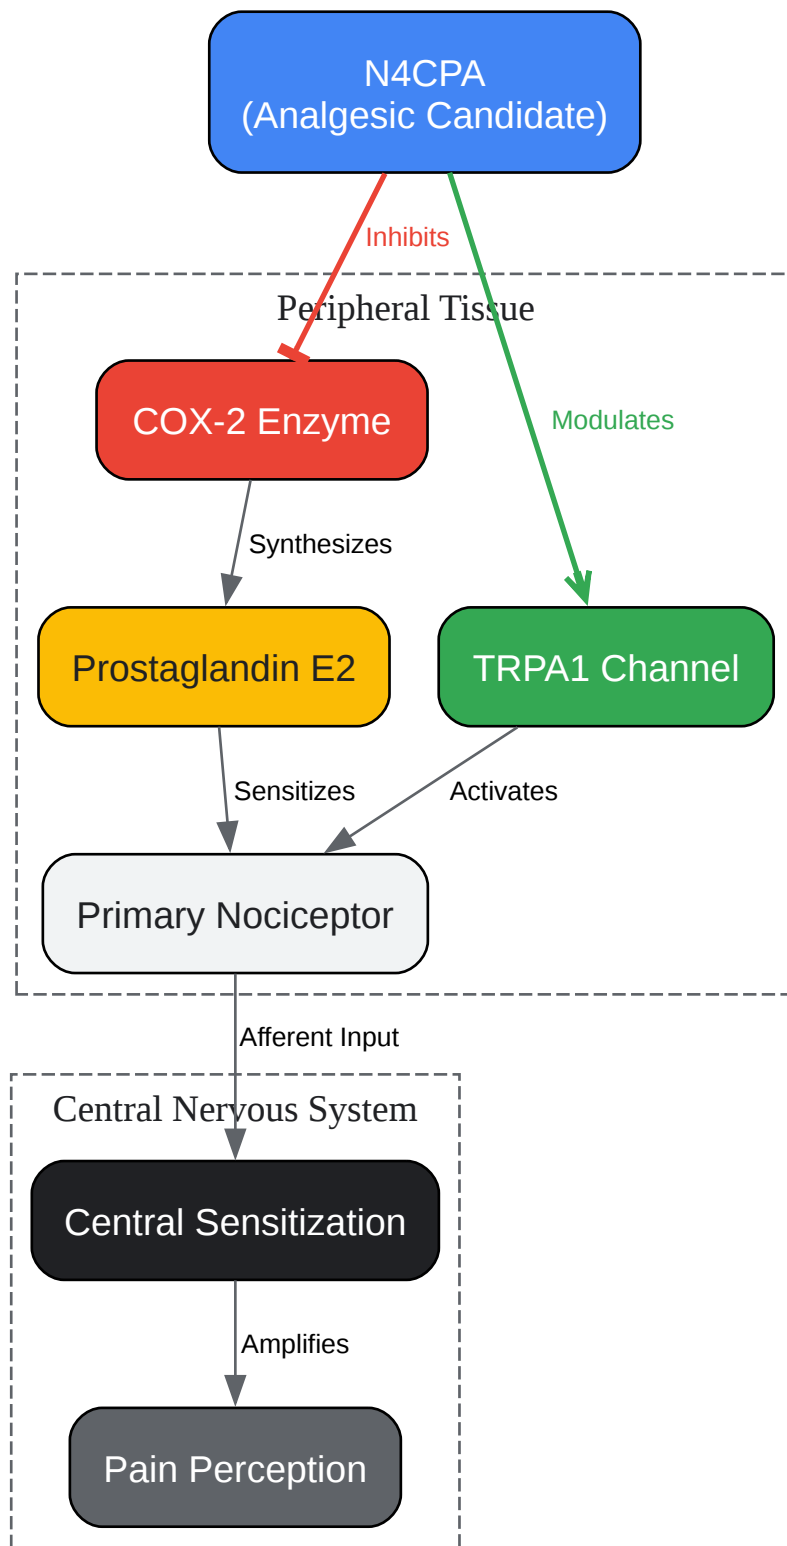 N4CPA
(Analgesic Candidate)
Inhibits
Peripheral Tissue
COX-2 Enzyme
Modulates
Synthesizes
Prostaglandin E2
TRPA1 Channel
Sensitizes
Activates
Primary Nociceptor
Afferent Input
Central Nervous System
Central Sensitization
Amplifies
Pain Perception